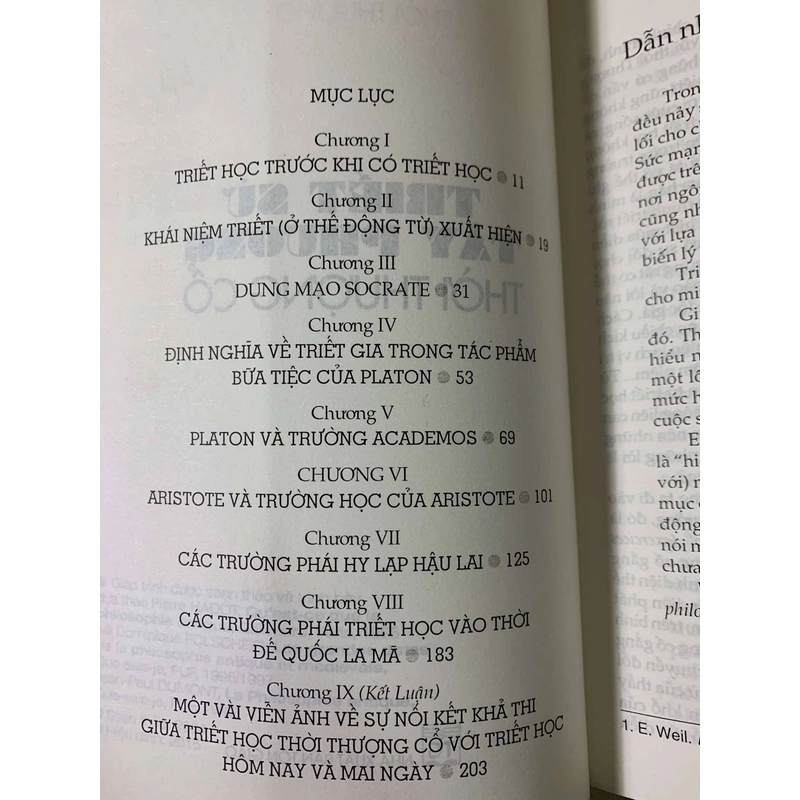 MỤC LỤC
Chương I
TRIẾT HỌC TRƯỚC KHI CÓ TRIẾT HỌC 11
Chương II
KHÁI NIỆM TRIẾT (Ở THẾ ĐỘNG TỪ) XUẤT HIỆN 19
Chương III
DUNG MẠO SOCRATE 31
Chương IV
ĐỊNH NGHĨA VỀ TRIẾT GIA TRONG TÁC PHẨM
BỮA TIỆC CỦA PLATON 53
Chương V
PLATON VÀ TRƯỜNG ACADEMOS 69
CHƯƠNG VI
ARISTOTE VÀ TRƯỜNG HỌC CỦA ARISTOTE 101
Chương VII
CÁC TRƯỜNG PHÁI HY LẠP HẬU LAI 125
Chương VIII
CÁC TRƯỜNG PHÁI TRIẾT HỌC VÀO THỜI
ĐẾ QUỐC LA MÃ 183
Chương IX (Kết Luận)
MỘT VÀI VIỄN ẢNH VỀ SỰ NỐI KẾT KHẢ THI
GIỮA TRIẾT HỌC THỜI THƯỢNG CỔ VỚI TRIẾT HỌC
HÔM NAY VÀ MAI NGÀY 203
Dẫn nh
Tron
đều nảy s
lối cho c
Sức mạn
được trê
nơi ngôn
cũng nh
với lựa
biến lý
Tri
cho mi
Gi
đó. Th
hiểu n
một lố
mức h
cuộc s
E
là “hi
với) n
mục
động
nói m
chưa
philo
1. E. Weil.